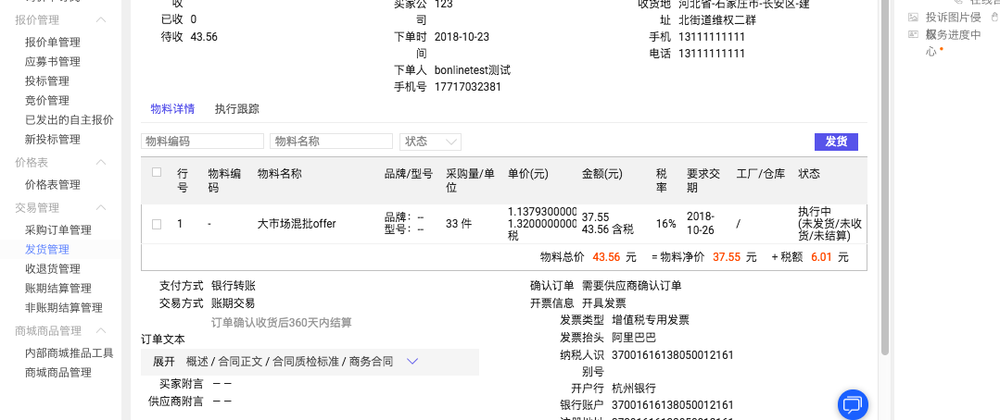 报价管理
报价单管理
应募书管理
投标管理
竞价管理
已发出的自主报价
新投标管理
价格表
价格表管理
交易管理
采购订单管理
发货管理
收退货管理
账期结算管理
非账期结算管理
商城商品管理
内部商城推品工具
商城商品管理
收
已收 0
待收 43.56
买家公司 123
下单时间 2018-10-23
下单人 bonlinetest测试
手机号 17717032381
收货地址 河北省-石家庄市-长安区-建北街道维权二群
手机 13111111111
电话 13111111111
物料详情 执行跟踪
物料编码 物料名称 状态 发货
行号 物料编码 物料名称 品牌/型号 采购量/单位 单价(元) 金额(元) 税率 要求交期 工厂/仓库 状态
1 - 大市场混批offer 品牌：-- 型号：-- 33 件 1.1379300000 1.3200000000 税 37.55 43.56 含税 16% 2018-10-26 / 执行中 (未发货/未收货/未结算)
物料总价 43.56 元 = 物料净价 37.55 元 + 税额 6.01 元
支付方式 银行转账
交易方式 账期交易
订单确认收货后360天内结算
订单文本
展开 概述 / 合同正文 / 合同质检标准 / 商务合同
买家附言 －－
供应商附言 －－
确认订单 需要供应商确认订单
开票信息 开具发票
发票类型 增值税专用发票
发票抬头 阿里巴巴
纳税人识别号 37001616138050012161
开户行 杭州银行
银行账户 37001616138050012161
投诉图片侵权
服务进度中心